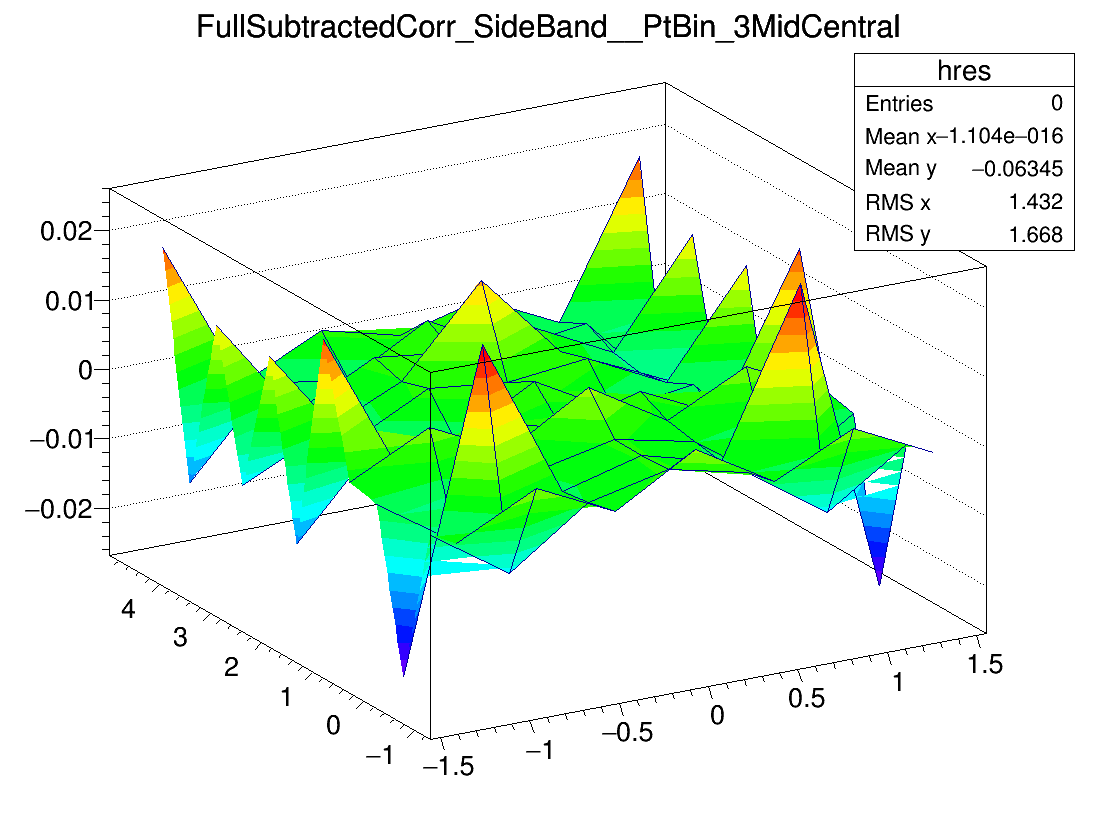 FullSubtractedCorr_SideBand__PtBin_3MidCentral
hres
Entries 0
Mean x −1.104e−016
Mean y −0.06345
RMS x 1.432
RMS y 1.668
0.02
0.01
0
−0.01
−0.02
4
3
2
1
0
−1
−1.5
−1
−0.5
0
0.5
1
1.5